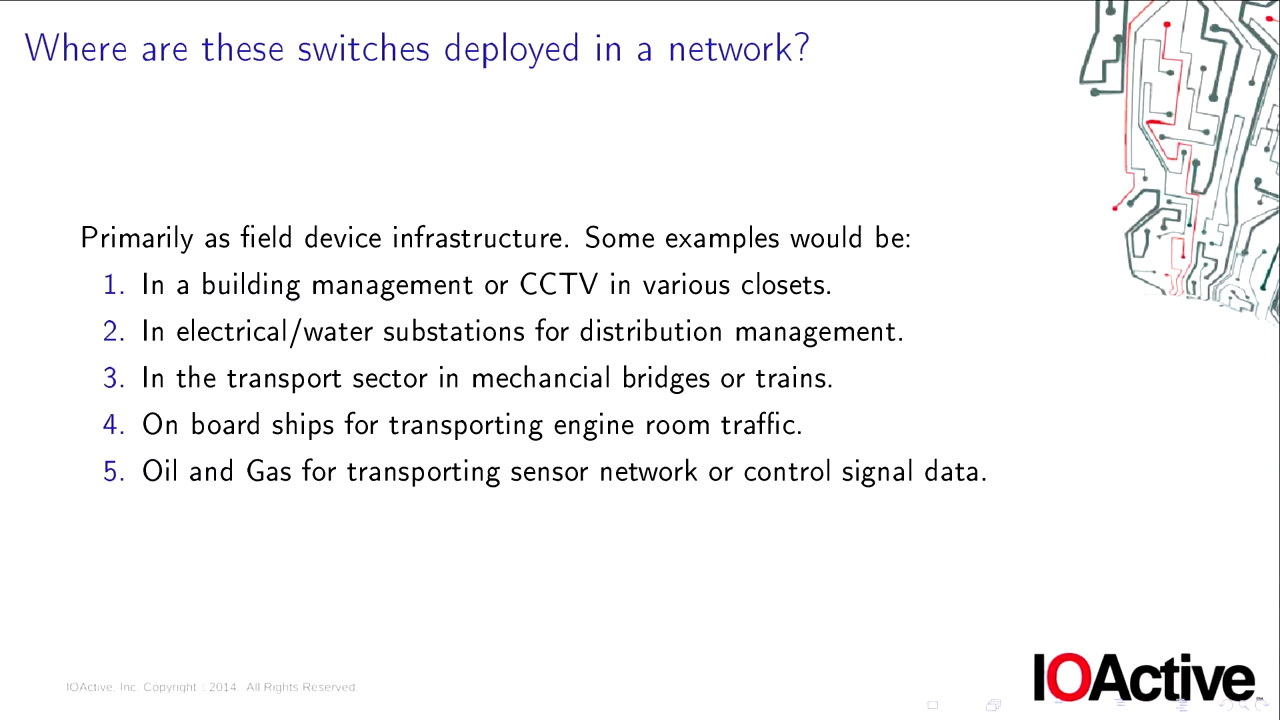 Where are these switches deployed in a network?
Primarily as field device infrastructure. Some examples would be:
1. In a building management or CCTV in various closets.
2. In electrical/water substations for distribution management.
3. In the transport sector in mechancial bridges or trains.
4. On board ships for transporting engine room traffic.
5. Oil and Gas for transporting sensor network or control signal data.
IOActive, Inc. Copyright : 2014. All Rights Reserved.
IOActive™